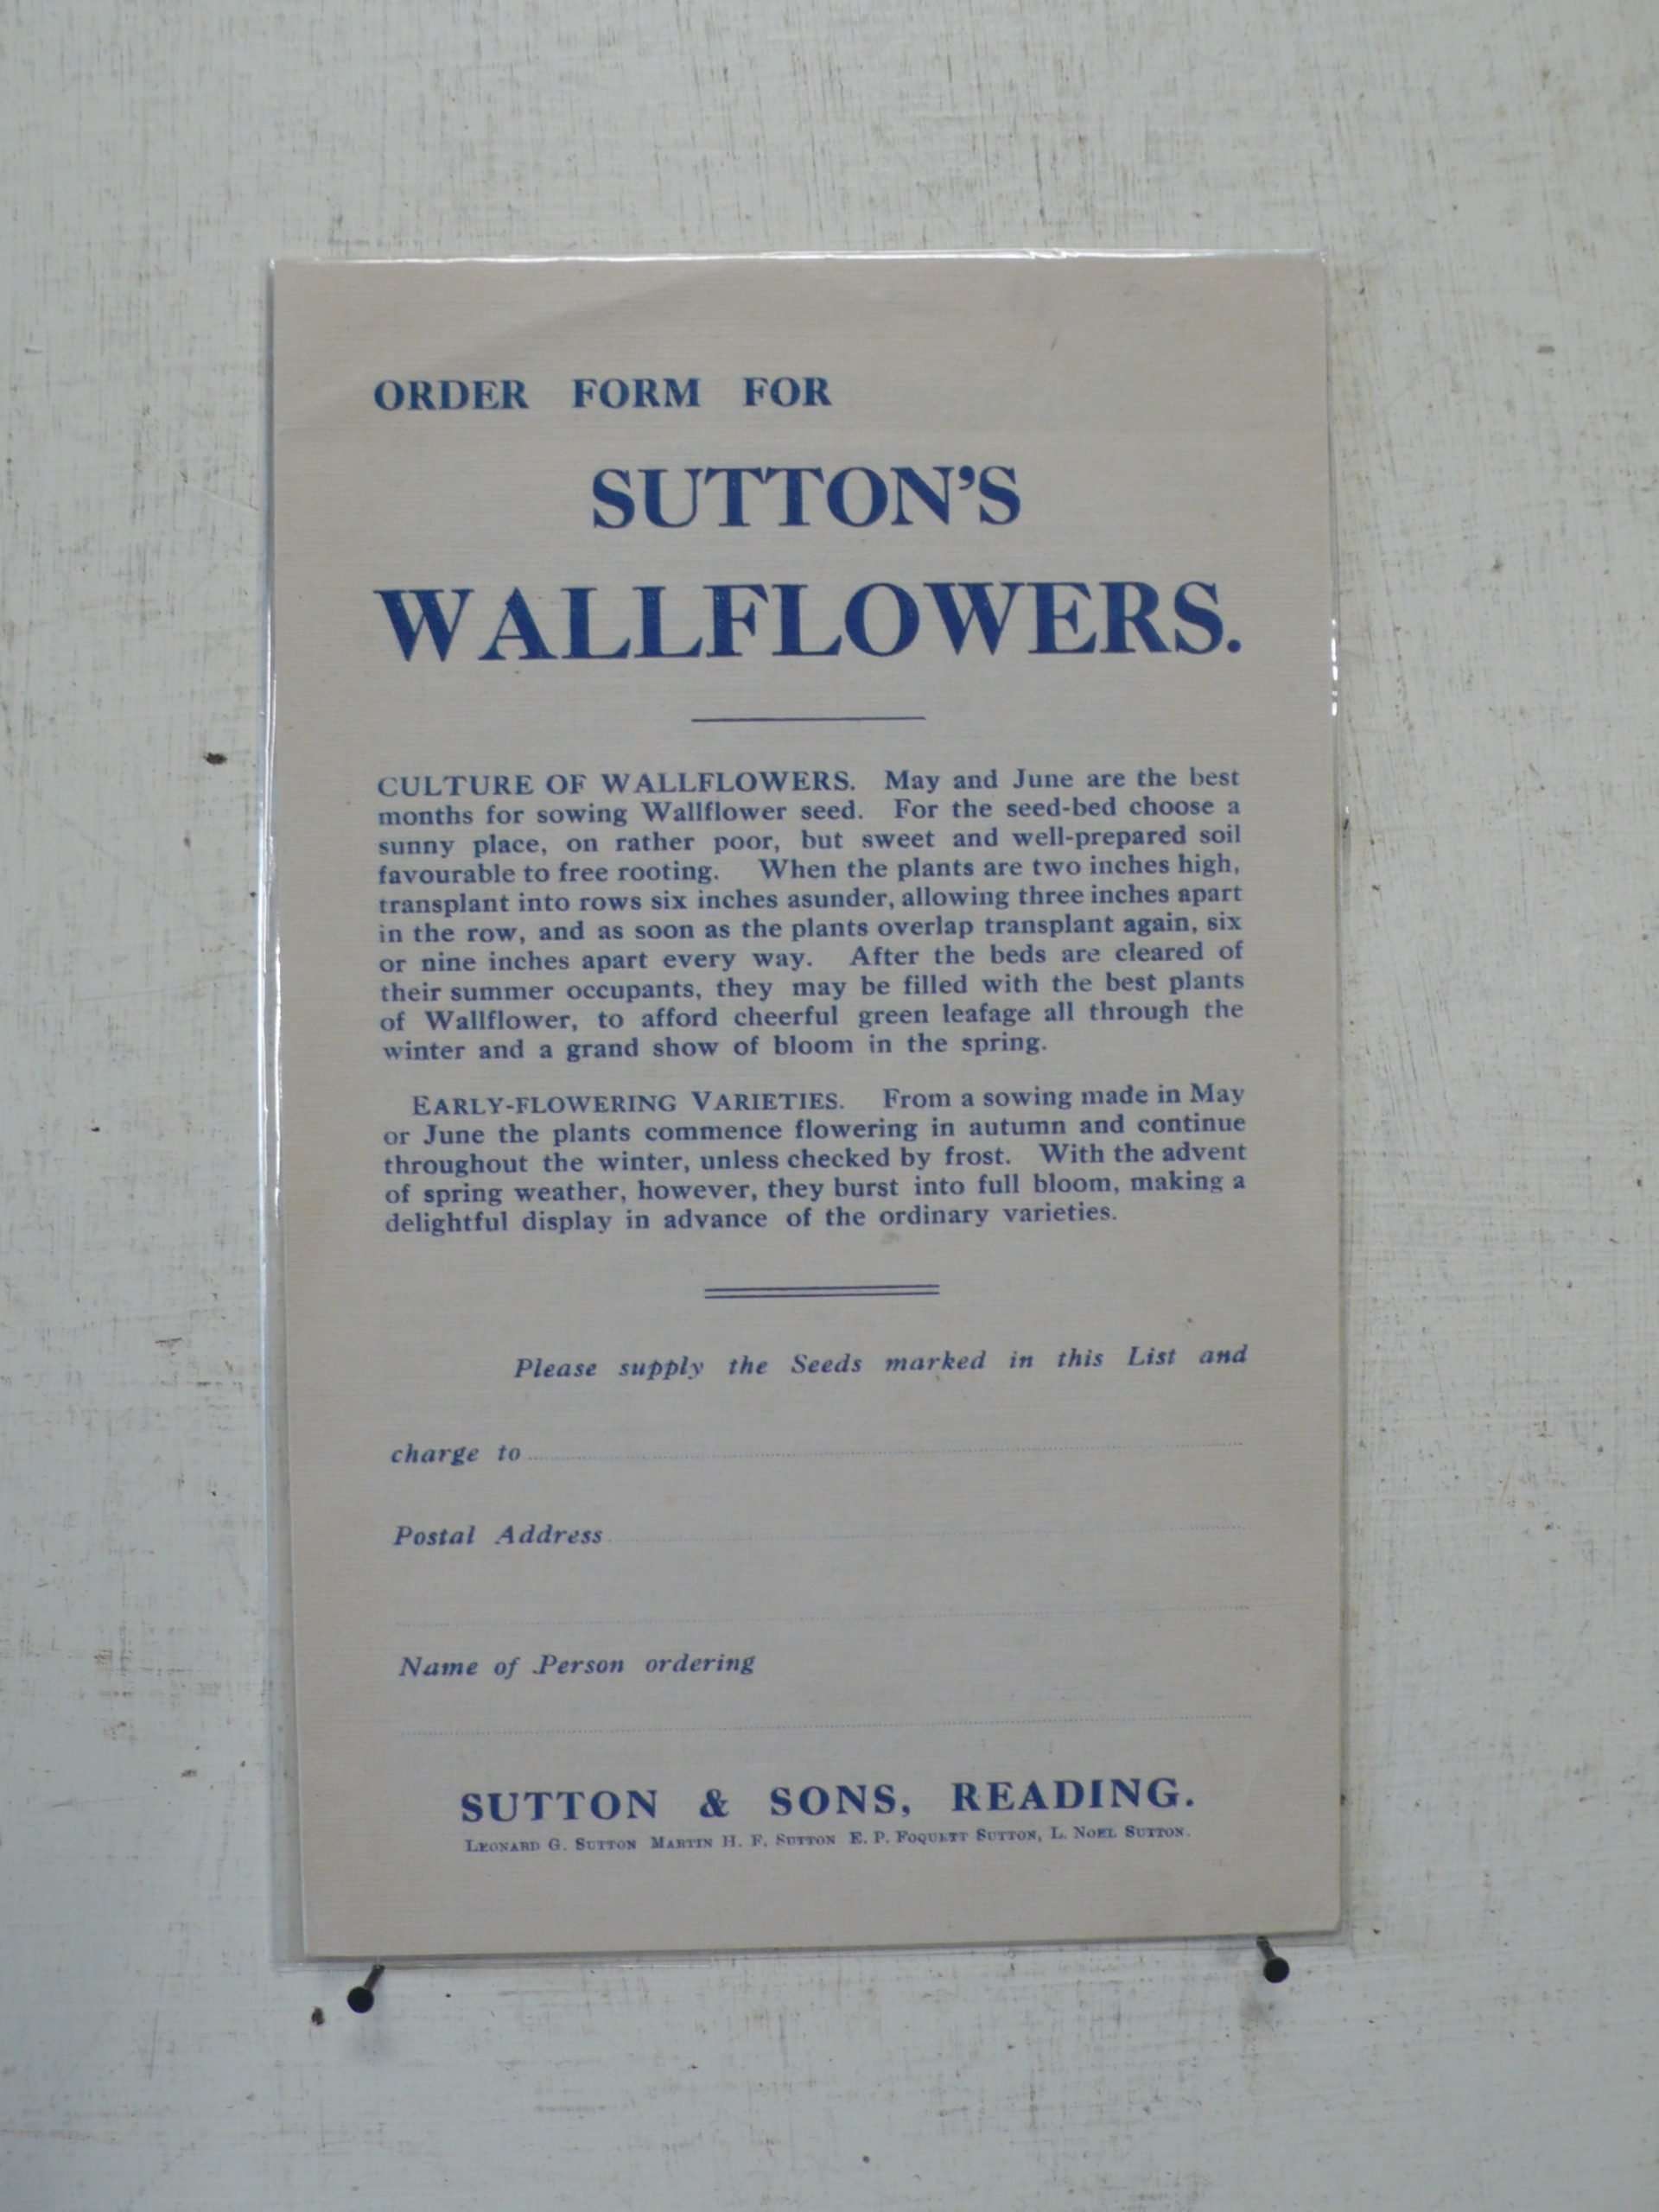 ORDER FORM FOR
SUTTON'S
WALLFLOWERS.
CULTURE OF WALLFLOWERS. May and June are the best
months for sowing Wallflower seed. For the seed-bed choose a
sunny place, on rather poor, but sweet and well-prepared soil
favourable to free rooting. When the plants are two inches high,
transplant into rows six inches asunder, allowing three inches apart
in the row, and as soon as the plants overlap transplant again, six
or nine inches apart every way. After the beds are cleared of
their summer occupants, they may be filled with the best plants
of Wallflower, to afford cheerful green leafage all through the
winter and a grand show of bloom in the spring.
EARLY-FLOWERING VARIETIES. From a sowing made in May
or June the plants commence flowering in autumn and continue
throughout the winter, unless checked by frost. With the advent
of spring weather, however, they burst into full bloom, making a
delightful display in advance of the ordinary varieties.
Please supply the Seeds marked in this List and
charge to
Postal Address
Name of Person ordering
SUTTON & SONS, READING.
LEONARD G. SUTTON MARTIN H. F. SUTTON E. P. FOQUETT SUTTON, L. NOEL SUTTON.